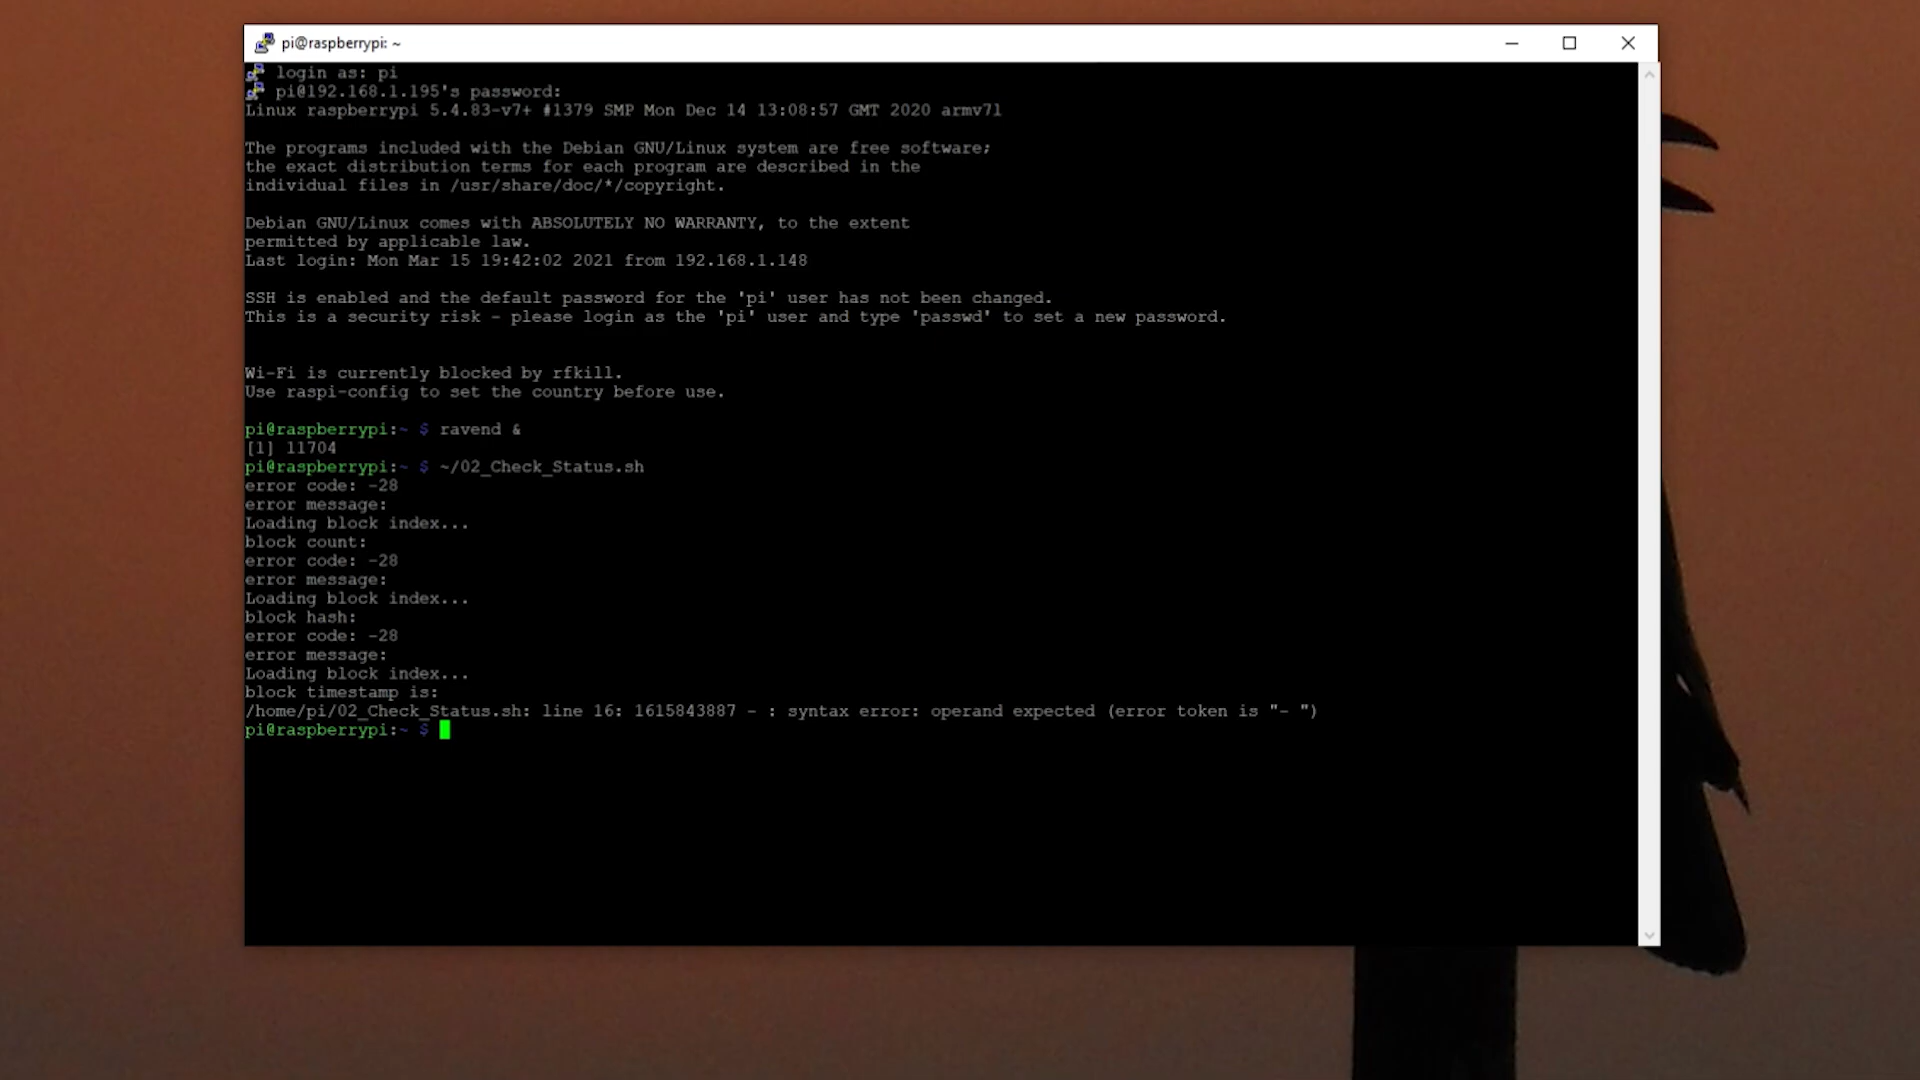 pi@raspberrypi: ~
login as: pi
pi@192.168.1.195's password:
Linux raspberrypi 5.4.83-v7+ #1379 SMP Mon Dec 14 13:08:57 GMT 2020 armv7l
The programs included with the Debian GNU/Linux system are free software;
the exact distribution terms for each program are described in the
individual files in /usr/share/doc/*/copyright.
Debian GNU/Linux comes with ABSOLUTELY NO WARRANTY, to the extent
permitted by applicable law.
Last login: Mon Mar 15 19:42:02 2021 from 192.168.1.148
SSH is enabled and the default password for the 'pi' user has not been changed.
This is a security risk - please login as the 'pi' user and type 'passwd' to set a new password.
Wi-Fi is currently blocked by rfkill.
Use raspi-config to set the country before use.
pi@raspberrypi:~ $ ravend &
[1] 11704
pi@raspberrypi:~ $ ~/02_Check_Status.sh
error code: -28
error message:
Loading block index...
block count:
error code: -28
error message:
Loading block index...
block hash:
error code: -28
error message:
Loading block index...
block timestamp is:
/home/pi/02_Check_Status.sh: line 16: 1615843887 - : syntax error: operand expected (error token is "- ")
pi@raspberrypi:~ $